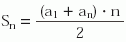 Sₙ = (a₁ + aₙ) · n / 2